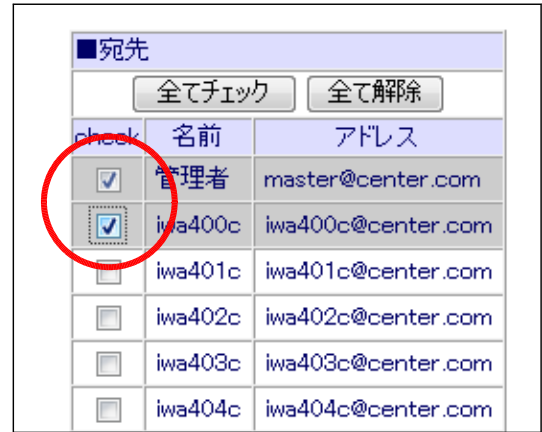 ■宛先
全てチェック 全て解除
check 名前 アドレス
管理者 master@center.com
iwa400c iwa400c@center.com
iwa401c iwa401c@center.com
iwa402c iwa402c@center.com
iwa403c iwa403c@center.com
iwa404c iwa404c@center.com